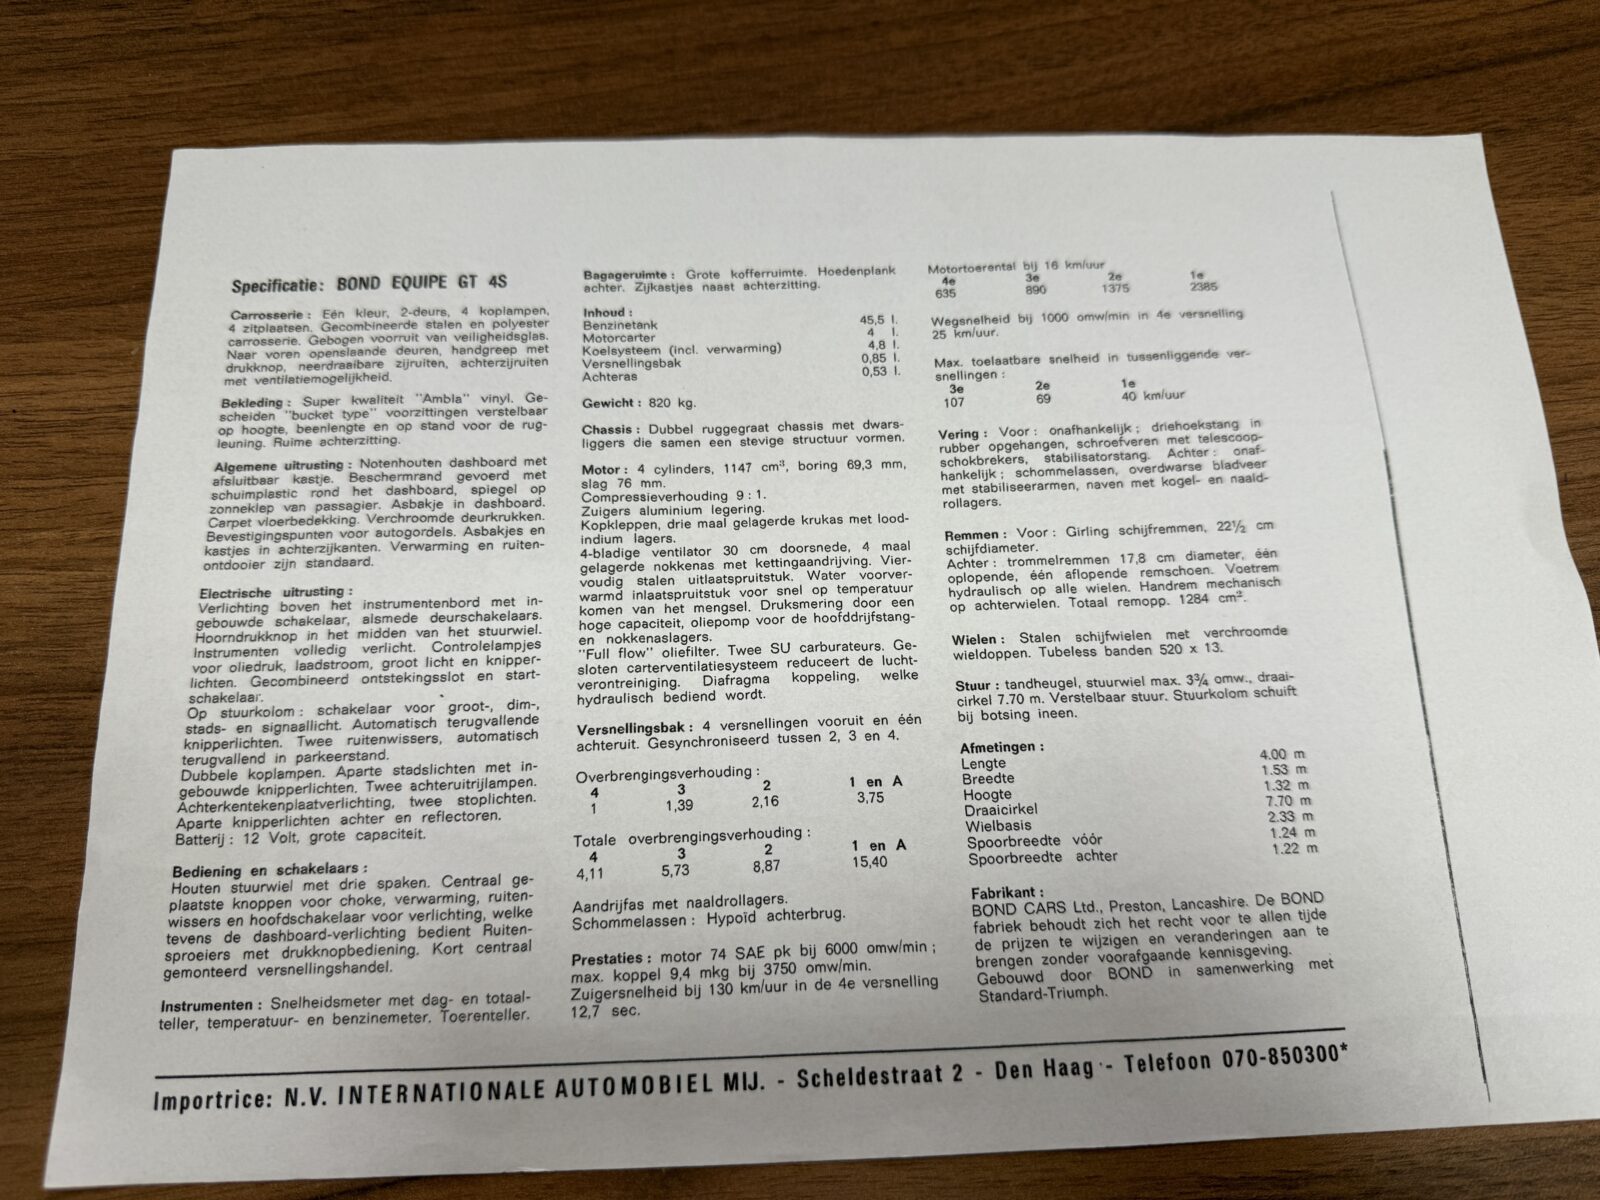 Specificatie: BOND EQUIPE GT 4S
Carrosserie : Eén kleur, 2-deurs, 4 koplampen,
4 zitplaatsen. Gecombineerde stalen en polyester
carrosserie. Gebogen voorruit van veiligheidsglas.
Naar voren openslaande deuren, handgreep met
drukknop, neerdraaibare zijruiten, achterzijruiten
met ventilatiemogelijkheid.
Bekleding : Super kwaliteit "Ambla" vinyl. Ge-
scheiden "bucket type" voorzittingen verstelbaar
op hoogte, beenlengte en op stand voor de rug-
leuning. Ruime achterzitting.
Algemene uitrusting : Notenhouten dashboard met
afsluitbaar kastje. Beschermrand gevoerd met
schuimplastic rond het dashboard, spiegel op
zonneklep van passagier. Asbakje in dashboard.
Carpet vloerbedekking. Verchroomde deurkrukken.
Bevestigingspunten voor autogordels. Asbakjes en
kastjes in achterzijkanten. Verwarming en ruiten-
ontdooier zijn standaard.
Electrische uitrusting :
Verlichting boven het instrumentenbord met in-
gebouwde schakelaar, alsmede deurschakelaars.
Hoorndrukknop in het midden van het stuurwiel.
Instrumenten volledig verlicht. Controlelampjes
voor oliedruk, laadstroom, groot licht en knipper-
lichten. Gecombineerd ontstekingsslot en start-
schakelaar.
Op stuurkolom : schakelaar voor groot-, dim-,
stads- en signaallicht. Automatisch terugvallende
knipperlichten. Twee ruitenwissers, automatisch
terugvallend in parkeerstand.
Dubbele koplampen. Aparte stadslichten met in-
gebouwde knipperlichten. Twee achteruitrijlampen.
Achterkentekenplaatverlichting, twee stoplichten.
Aparte knipperlichten achter en reflectoren.
Batterij : 12 Volt, grote capaciteit.
Bediening en schakelaars :
Houten stuurwiel met drie spaken. Centraal ge-
plaatste knoppen voor choke, verwarming, ruiten-
wissers en hoofdschakelaar voor verlichting, welke
tevens de dashboard-verlichting bedient Ruiten-
sproeiers met drukknopbediening. Kort centraal
gemonteerd versnellingshandel.
Instrumenten : Snelheidsmeter met dag- en totaal-
teller, temperatuur- en benzinemeter. Toerenteller.
Bagageruimte : Grote kofferruimte. Hoedenplank
achter. Zijkastjes naast achterzitting.
Inhoud :
Benzinetank 45,5 l.
Motorcarter 4 l.
Koelsysteem (incl. verwarming) 4,8 l.
Versnellingsbak 0,85 l.
Achteras 0,53 l.
Gewicht : 820 kg.
Chassis : Dubbel ruggegraat chassis met dwars-
liggers die samen een stevige structuur vormen.
Motor : 4 cylinders, 1147 cm³, boring 69,3 mm,
slag 76 mm.
Compressieverhouding 9 : 1.
Zuigers aluminium legering.
Kopkleppen, drie maal gelagerde krukas met lood-
indium lagers.
4-bladige ventilator 30 cm doorsnede, 4 maal
gelagerde nokkenas met kettingaandrijving. Vier-
voudig stalen uitlaatspruitstuk. Water voorver-
warmd inlaatspruitstuk voor snel op temperatuur
komen van het mengsel. Druksmering door een
hoge capaciteit, oliepomp voor de hoofddrijfstang-
en nokkenaslagers.
"Full flow" oliefilter. Twee SU carburateurs. Ge-
sloten carterventilatiesysteem reduceert de lucht-
verontreiniging. Diafragma koppeling, welke
hydraulisch bediend wordt.
Versnellingsbak : 4 versnellingen vooruit en één
achteruit. Gesynchroniseerd tussen 2, 3 en 4.
Overbrengingsverhouding :
4 3 2 1 en A
1 1,39 2,16 3,75
Totale overbrengingsverhouding :
4 3 2 1 en A
4,11 5,73 8,87 15,40
Aandrijfas met naaldrollagers.
Schommelassen : Hypoïd achterbrug.
Prestaties : motor 74 SAE pk bij 6000 omw/min ;
max. koppel 9,4 mkg bij 3750 omw/min.
Zuigersnelheid bij 130 km/uur in de 4e versnelling
12,7 sec.
Motortoerental bij 16 km/uur
4e 3e 2e 1e
635 890 1375 2385
Wegsnelheid bij 1000 omw/min in 4e versnelling
25 km/uur.
Max. toelaatbare snelheid in tussenliggende ver-
snellingen :
3e 2e 1e
107 69 40 km/uur
Vering : Voor : onafhankelijk ; driehoekstang in
rubber opgehangen, schroefveren met telescoop-
schokbrekers, stabilisatorstang. Achter : onaf-
hankelijk ; schommelassen, overdwarse bladveer
met stabiliseerarmen, naven met kogel- en naald-
rollagers.
Remmen : Voor : Girling schijfremmen, 22½ cm
schijfdiameter.
Achter : trommelremmen 17,8 cm diameter, één
oplopende, één aflopende remschoen. Voetrem
hydraulisch op alle wielen. Handrem mechanisch
op achterwielen. Totaal remopp. 1284 cm².
Wielen : Stalen schijfwielen met verchroomde
wieldoppen. Tubeless banden 520 x 13.
Stuur : tandheugel, stuurwiel max. 3¾ omw., draai-
cirkel 7.70 m. Verstelbaar stuur. Stuurkolom schuift
bij botsing ineen.
Afmetingen :
Lengte 4.00 m
Breedte 1.53 m
Hoogte 1.32 m
Draaicirkel 7.70 m
Wielbasis 2.33 m
Spoorbreedte vóór 1.24 m
Spoorbreedte achter 1.22 m
Fabrikant :
BOND CARS Ltd., Preston, Lancashire. De BOND
fabriek behoudt zich het recht voor te allen tijde
de prijzen te wijzigen en veranderingen aan te
brengen zonder voorafgaande kennisgeving.
Gebouwd door BOND in samenwerking met
Standard-Triumph.
Importrice: N.V. INTERNATIONALE AUTOMOBIEL MIJ. - Scheldestraat 2 - Den Haag - Telefoon 070-850300*